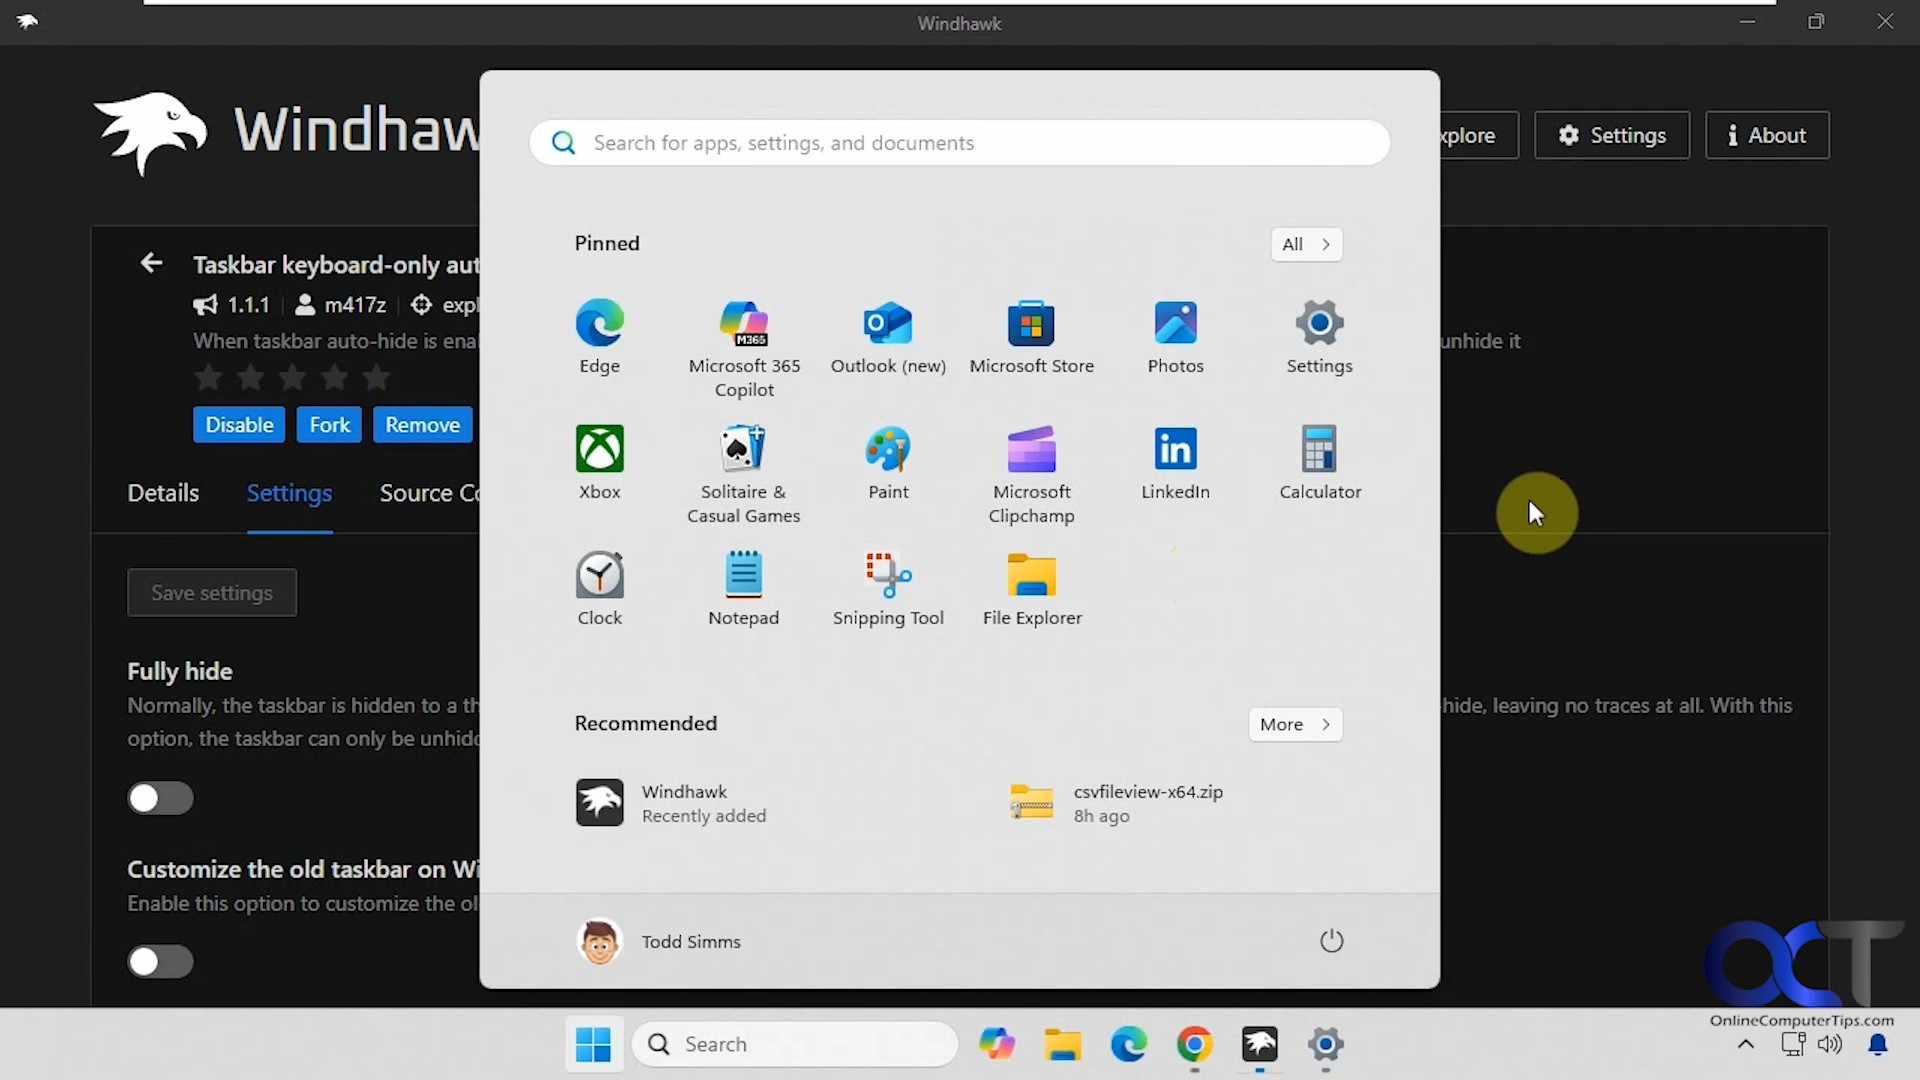 Windhawk
Windhaw
xplore
Settings
About
Search for apps, settings, and documents
Pinned
All
Taskbar keyboard-only aut
1.1.1
m417z
expl
When taskbar auto-hide is ena
unhide it
Edge
Microsoft 365
Copilot
M365
Outlook (new)
Microsoft Store
Photos
Settings
Disable
Fork
Remove
Xbox
Solitaire &
Casual Games
Paint
Microsoft
Clipchamp
LinkedIn
Calculator
Details
Settings
Source Co
Clock
Notepad
Snipping Tool
File Explorer
Save settings
Fully hide
Normally, the taskbar is hidden to a th
hide, leaving no traces at all. With this
option, the taskbar can only be unhid
Recommended
More
Windhawk
Recently added
csvfileview-x64.zip
8h ago
Customize the old taskbar on Wi
Enable this option to customize the ol
Todd Simms
OCT
OnlineComputerTips.com
Search